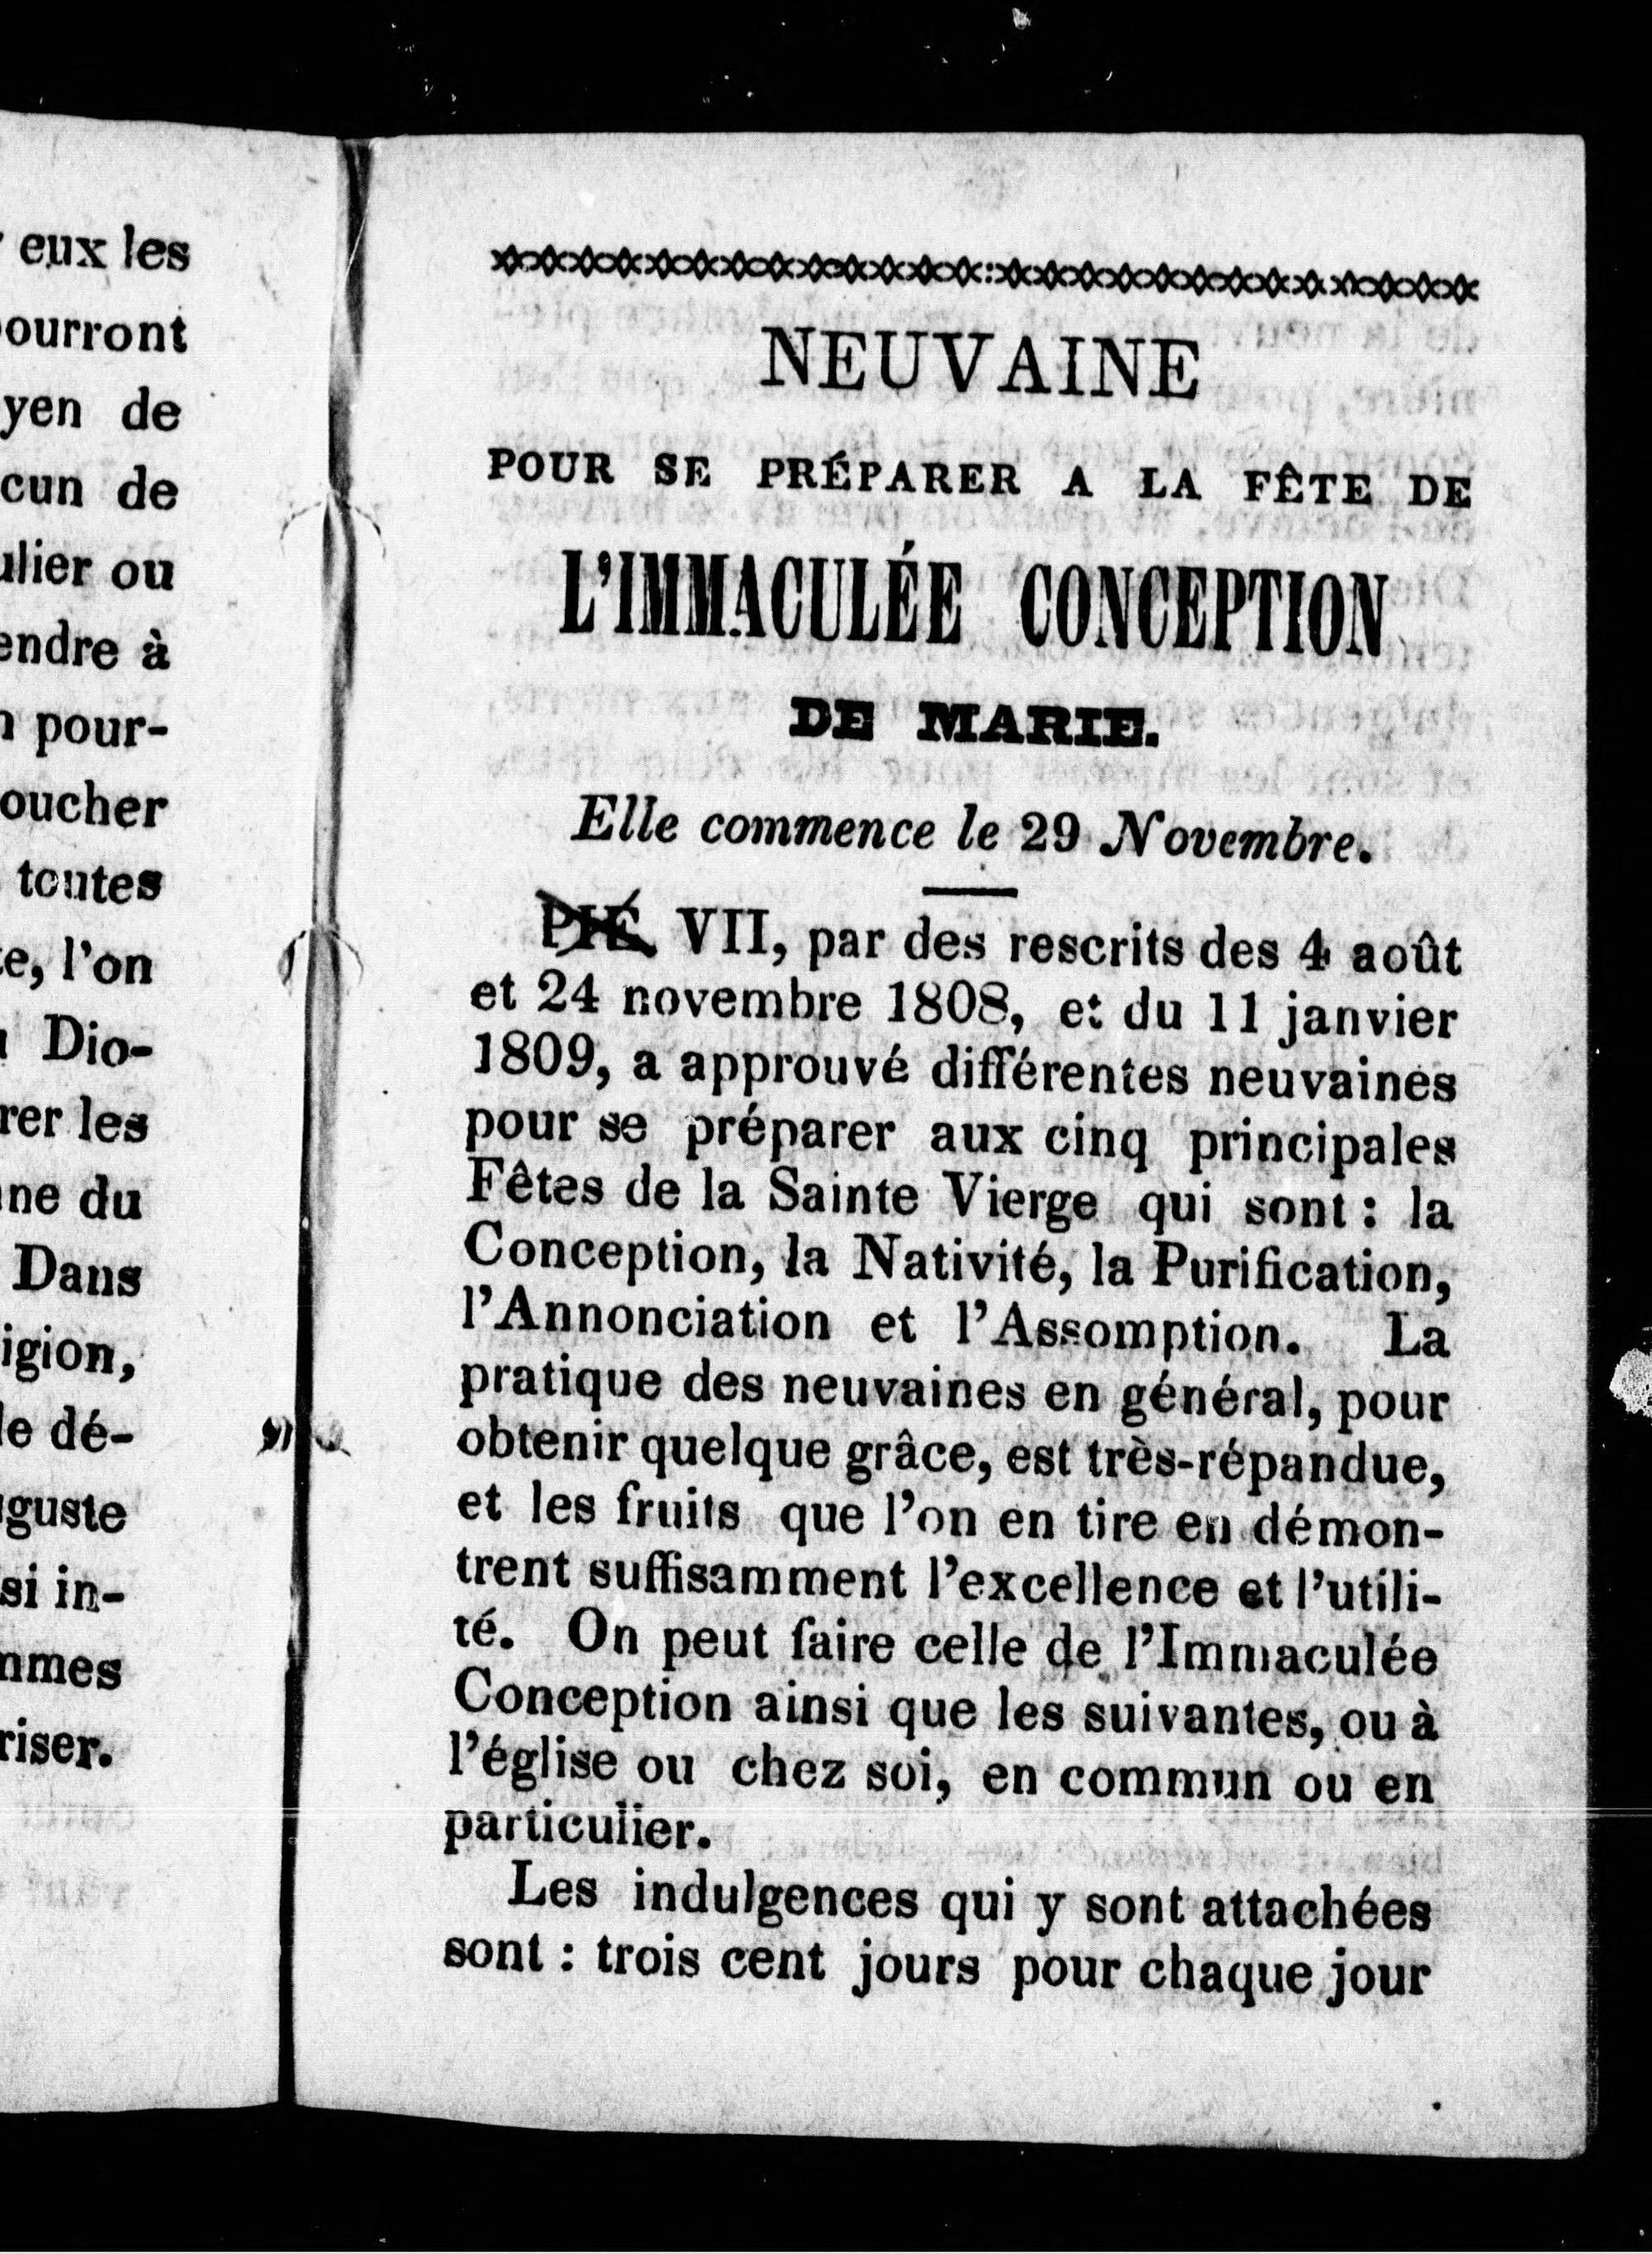 eux les
ourront
yen de
cun de
ulier ou
endre à
pour-
oucher
toutes
te, l'on
Dio-
rer les
ne du
Dans
igion,
le dé-
guste
si in-
mmes
riser.
NEUVAINE
POUR SE PRÉPARER A LA FÊTE DE
L'IMMACULÉE CONCEPTION
DE MARIE.
Elle commence le 29 Novembre.
PIE VII, par des rescrits des 4 août
et 24 novembre 1808, et du 11 janvier
1809, a approuvé différentes neuvaines
pour se préparer aux cinq principales
Fêtes de la Sainte Vierge qui sont : la
Conception, la Nativité, la Purification,
l'Annonciation et l'Assomption. La
pratique des neuvaines en général, pour
obtenir quelque grâce, est très-répandue,
et les fruits que l'on en tire en démon-
trent suffisamment l'excellence et l'utili-
té. On peut faire celle de l'Immaculée
Conception ainsi que les suivantes, ou à
l'église ou chez soi, en commun ou en
particulier.
Les indulgences qui y sont attachées
sont : trois cent jours pour chaque jour